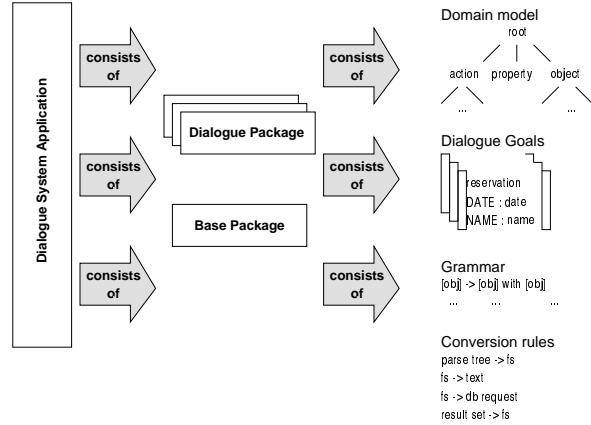 Dialogue System Application
consists
of
consists
of
consists
of
Dialogue Package
Base Package
consists
of
consists
of
consists
of
Domain model
root
action property object
... ...
Dialogue Goals
reservation
DATE : date
NAME : name
Grammar
[obj] -> [obj] with [obj]
... ... ...
Conversion rules
parse tree -> fs
fs -> text
fs -> db request
result set -> fs